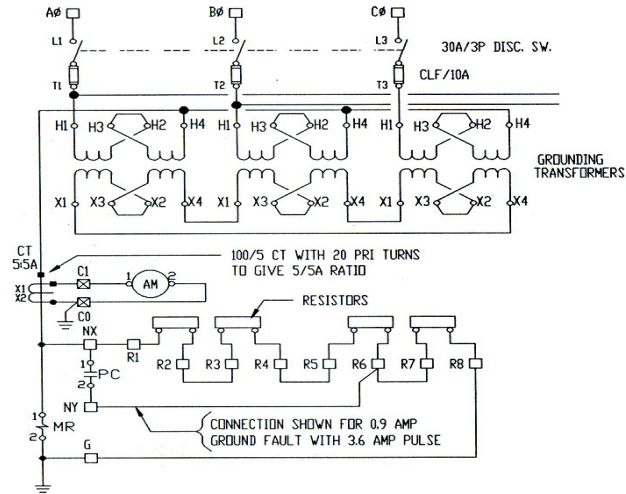 AØ BØ CØ
L1 L2 L3
30A/3P DISC. SW.
CLF/10A
T1 T2 T3
H1 H3 H2 H4 H1 H3 H2 H4 H1 H3 H2 H4
GROUNDING
TRANSFORMERS
X1 X3 X2 X4 X1 X3 X2 X4 X1 X3 X2 X4
CT
5:5A
100/5 CT WITH 20 PRI TURNS
TO GIVE 5/5A RATIO
X1 C1 1 AM 2
X2
C0
RESISTORS
NX
R1
R2 R3 R4 R5 R6 R7 R8
1
PC
2
NY
CONNECTION SHOWN FOR 0.9 AMP
GROUND FAULT WITH 3.6 AMP PULSE
1
MR
2
G